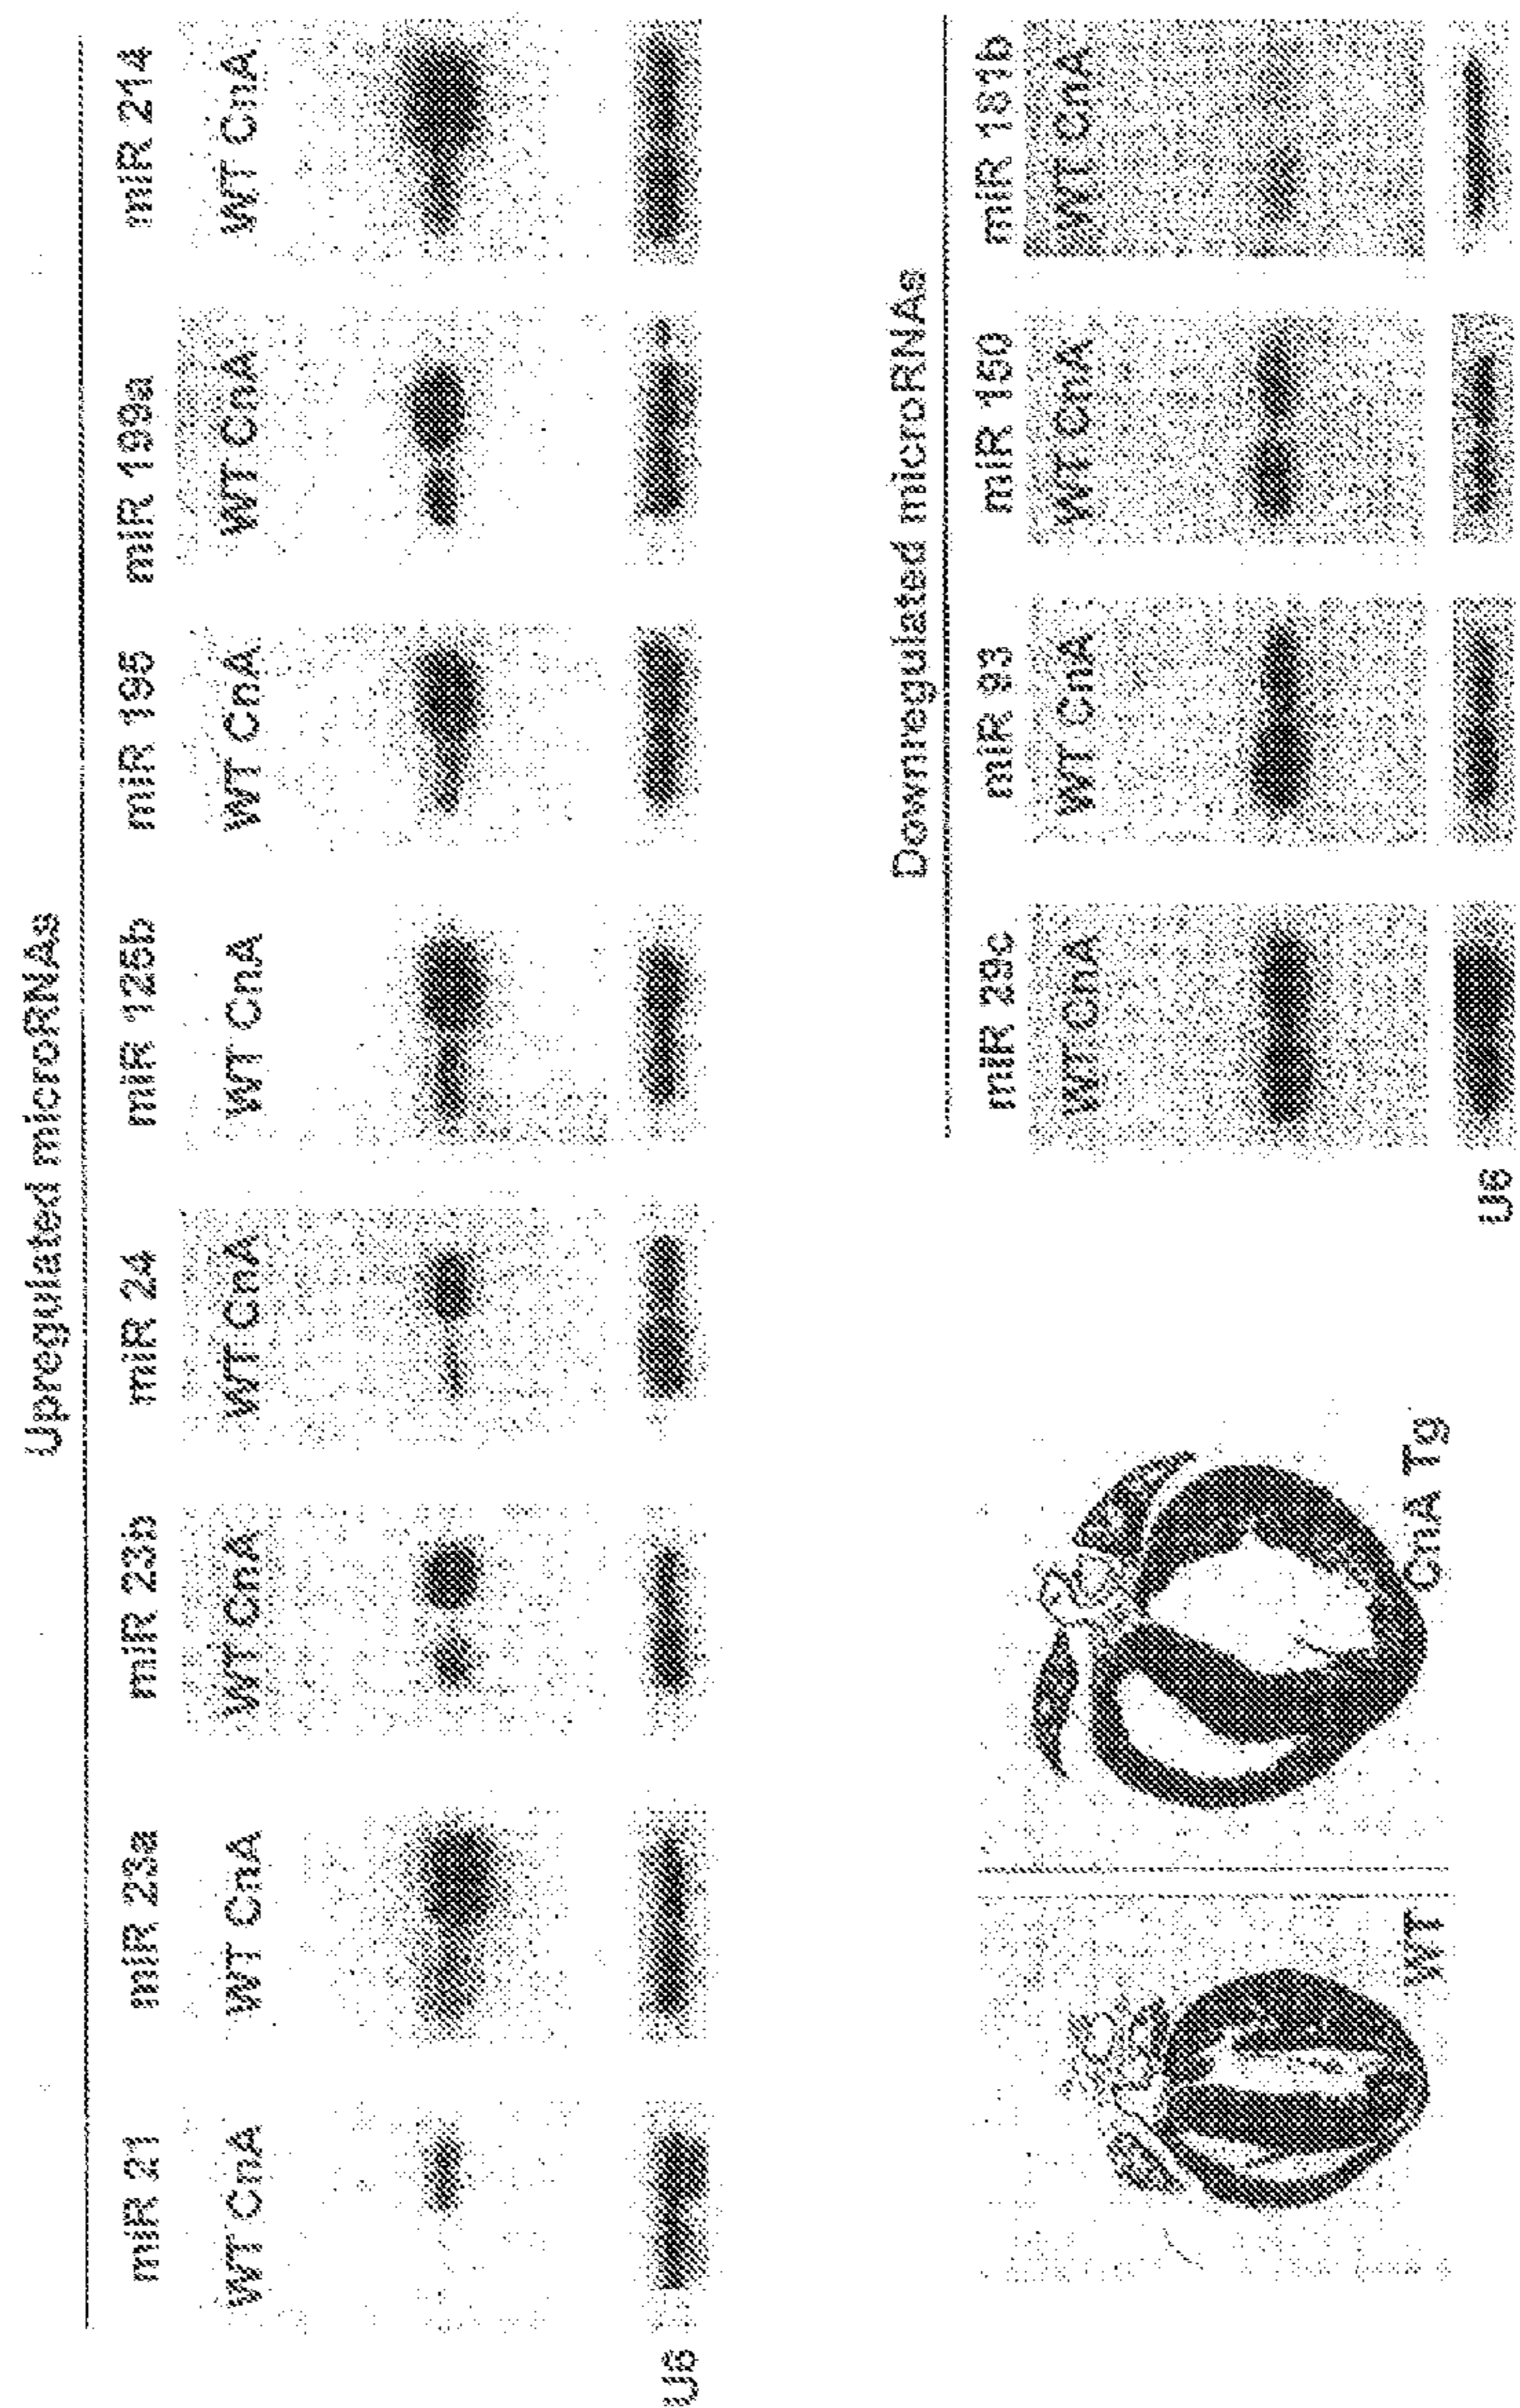 Upregulated microRNAs
miR 21 miR 23a miR 23b miR 24 miR 125b miR 195 miR 199a miR 214
WT CnA WT CnA WT CnA WT CnA WT CnA WT CnA WT CnA WT CnA
U6
Downregulated microRNAs
miR 29c miR 93 miR 150 miR 181b
WT CnA WT CnA WT CnA WT CnA
U6
WT CnA Tg